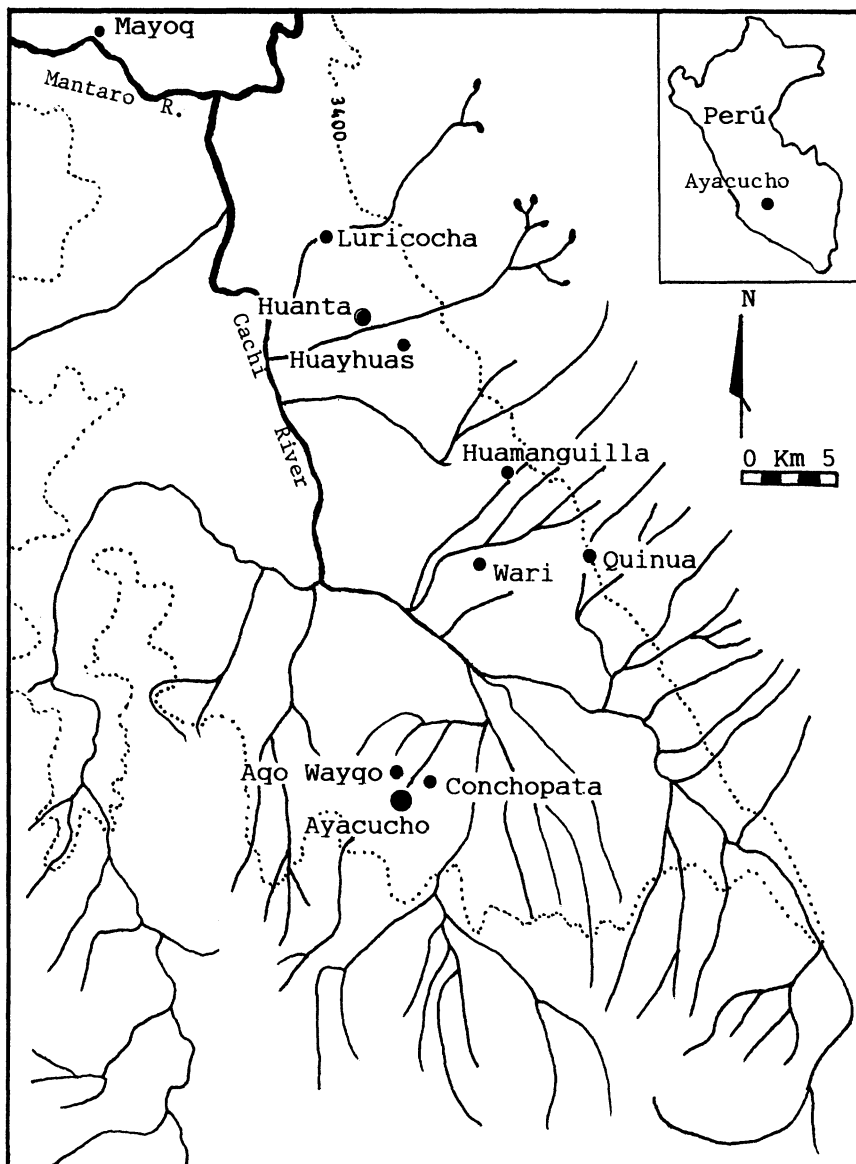 Mayoq
Mantaro R.
3400
Perú
Ayacucho
Luricocha
N
Huanta
Cachi River
Huayhuas
0 Km 5
Huamanguilla
Wari
Quinua
Aqo Wayqo
Conchopata
Ayacucho